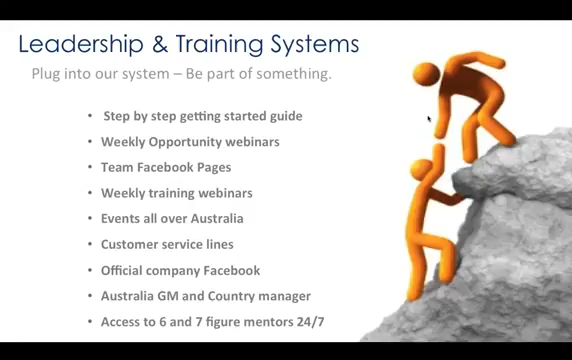 Leadership & Training Systems
Plug into our system – Be part of something.
• Step by step getting started guide
• Weekly Opportunity webinars
• Team Facebook Pages
• Weekly training webinars
• Events all over Australia
• Customer service lines
• Official company Facebook
• Australia GM and Country manager
• Access to 6 and 7 figure mentors 24/7